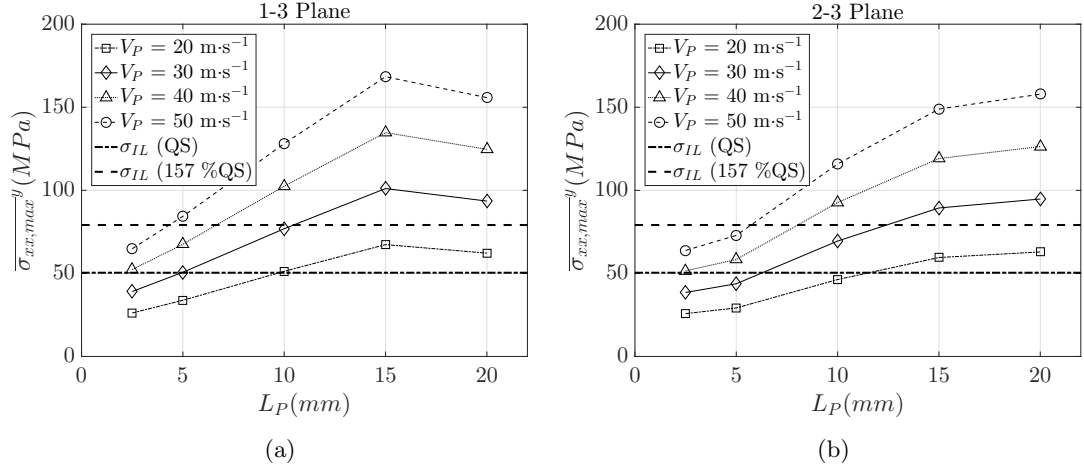 1-3 Plane
200
150
100
50
0
0 5 10 15 20
V_P = 20 m·s⁻¹
V_P = 30 m·s⁻¹
V_P = 40 m·s⁻¹
V_P = 50 m·s⁻¹
σ_IL (QS)
σ_IL (157 %QS)
σ̅_xx,max^y (MPa)
L_P(mm)
(a)
2-3 Plane
200
150
100
50
0
0 5 10 15 20
V_P = 20 m·s⁻¹
V_P = 30 m·s⁻¹
V_P = 40 m·s⁻¹
V_P = 50 m·s⁻¹
σ_IL (QS)
σ_IL (157 %QS)
σ̅_xx,max^y (MPa)
L_P(mm)
(b)